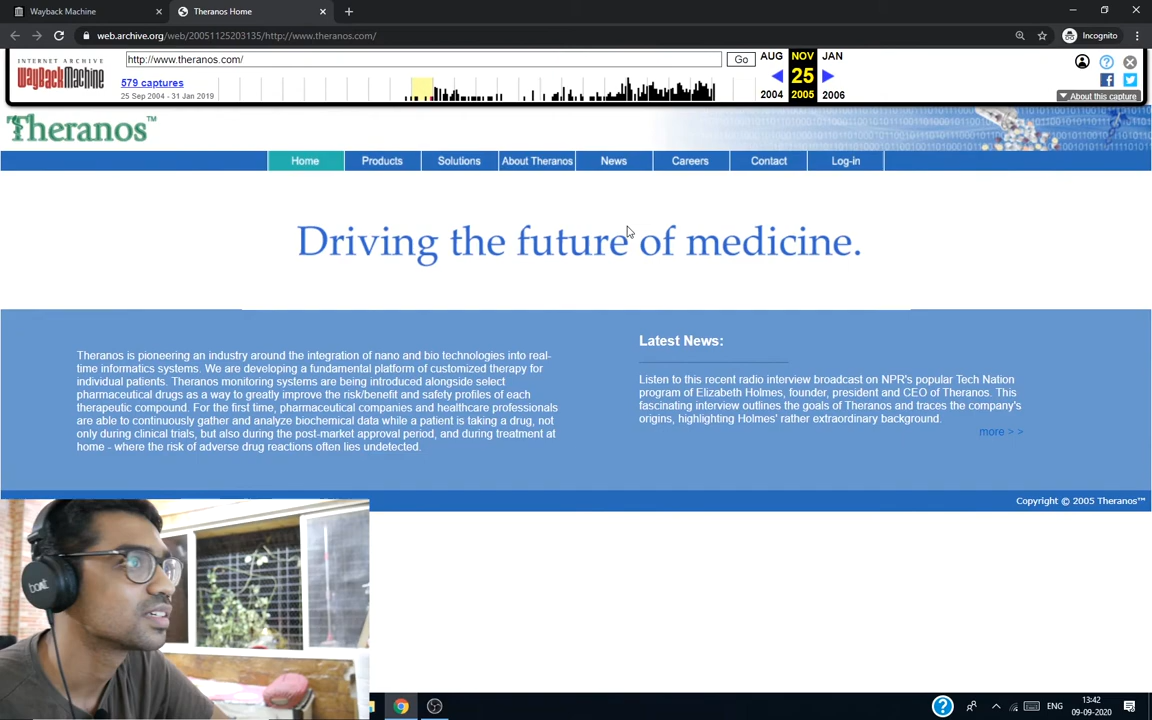 Wayback Machine
Theranos Home
web.archive.org/web/20051125203135/http://www.theranos.com/
Incognito
INTERNET ARCHIVE
WayBackMachine
http://www.theranos.com/
Go
579 captures
25 Sep 2004 - 31 Jan 2019
AUG NOV JAN
25
2004 2005 2006
About this capture
Theranos™
Home Products Solutions About Theranos News Careers Contact Log-in
Driving the future of medicine.
Theranos is pioneering an industry around the integration of nano and bio technologies into real-
time informatics systems. We are developing a fundamental platform of customized therapy for
individual patients. Theranos monitoring systems are being introduced alongside select
pharmaceutical drugs as a way to greatly improve the risk/benefit and safety profiles of each
therapeutic compound. For the first time, pharmaceutical companies and healthcare professionals
are able to continuously gather and analyze biochemical data while a patient is taking a drug, not
only during clinical trials, but also during the post-market approval period, and during treatment at
home - where the risk of adverse drug reactions often lies undetected.
Latest News:
Listen to this recent radio interview broadcast on NPR's popular Tech Nation
program of Elizabeth Holmes, founder, president and CEO of Theranos. This
fascinating interview outlines the goals of Theranos and traces the company's
origins, highlighting Holmes' rather extraordinary background.
more > >
Copyright © 2005 Theranos™
boAt
ENG
13:42
09-09-2020